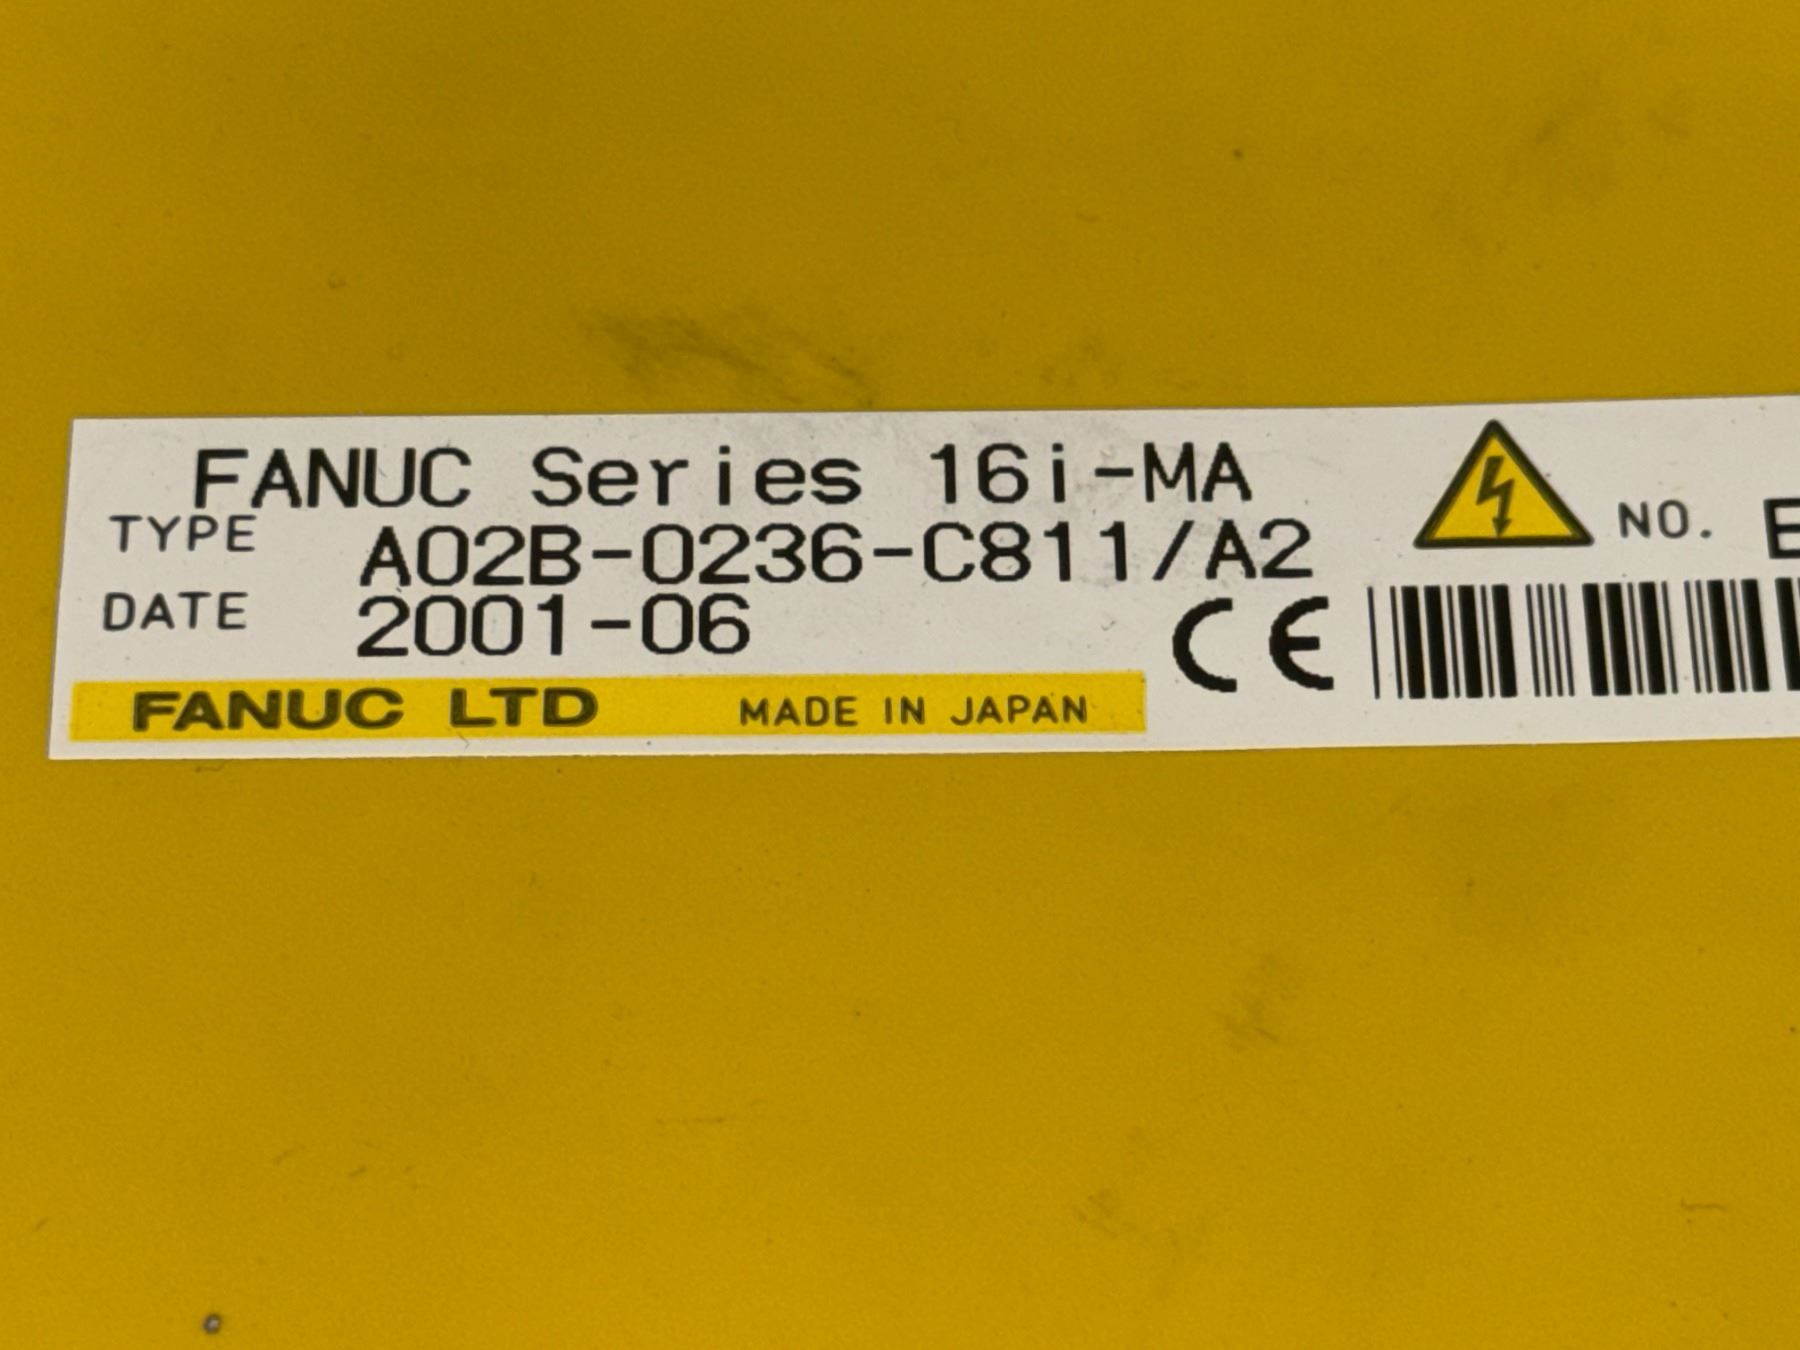 FANUC Series 16i-MA
TYPE A02B-0236-C811/A2
NO.
DATE 2001-06
CE
FANUC LTD MADE IN JAPAN